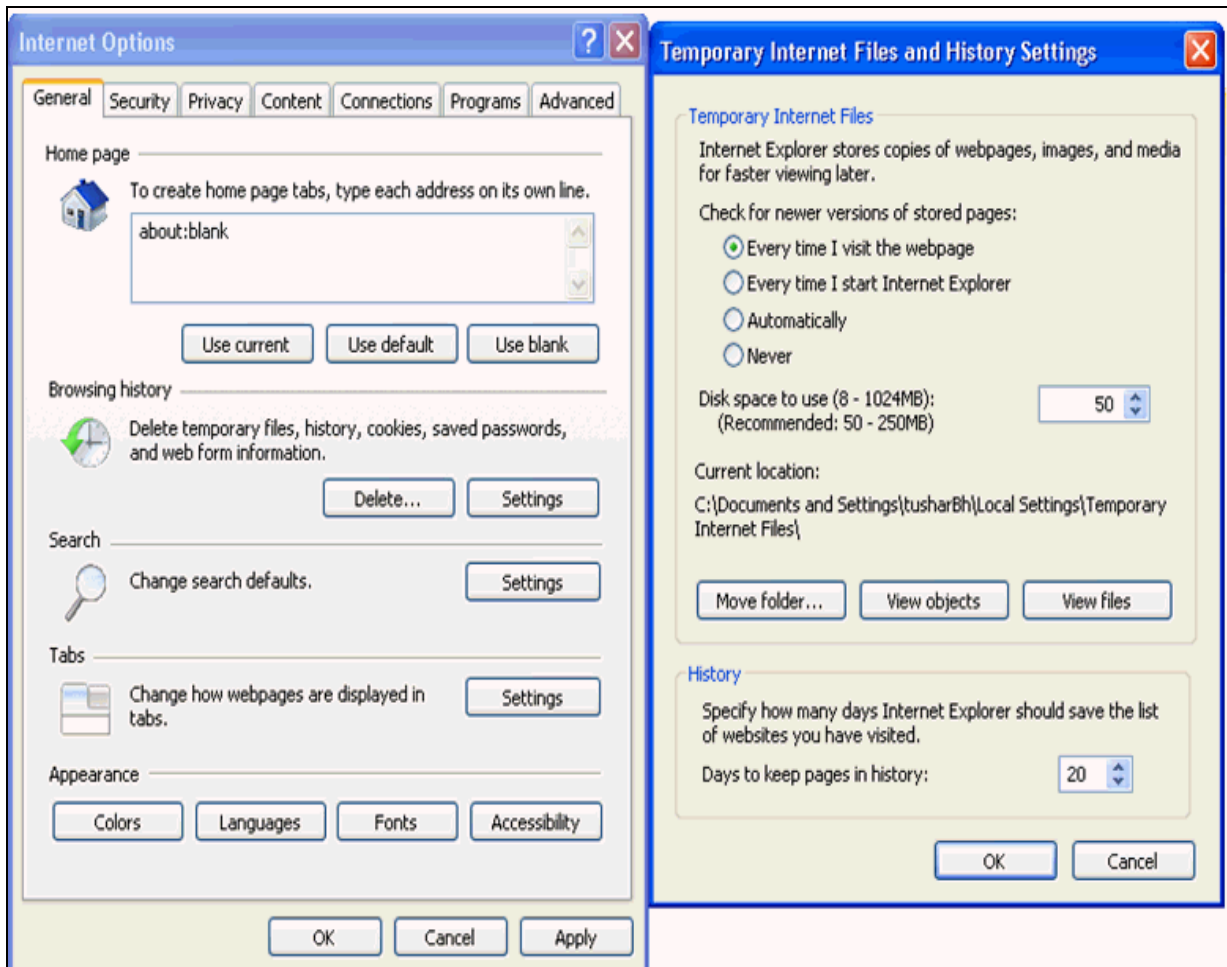 Internet Options
General Security Privacy Content Connections Programs Advanced
Home page
To create home page tabs, type each address on its own line.
about:blank
Use current Use default Use blank
Browsing history
Delete temporary files, history, cookies, saved passwords,
and web form information.
Delete... Settings
Search
Change search defaults.
Settings
Tabs
Change how webpages are displayed in
tabs.
Settings
Appearance
Colors Languages Fonts Accessibility
OK Cancel Apply
Temporary Internet Files and History Settings
Temporary Internet Files
Internet Explorer stores copies of webpages, images, and media
for faster viewing later.
Check for newer versions of stored pages:
Every time I visit the webpage
Every time I start Internet Explorer
Automatically
Never
Disk space to use (8 - 1024MB):
(Recommended: 50 - 250MB)
50
Current location:
C:\Documents and Settings\tusharBh\Local Settings\Temporary
Internet Files\
Move folder... View objects View files
History
Specify how many days Internet Explorer should save the list
of websites you have visited.
Days to keep pages in history: 20
OK Cancel